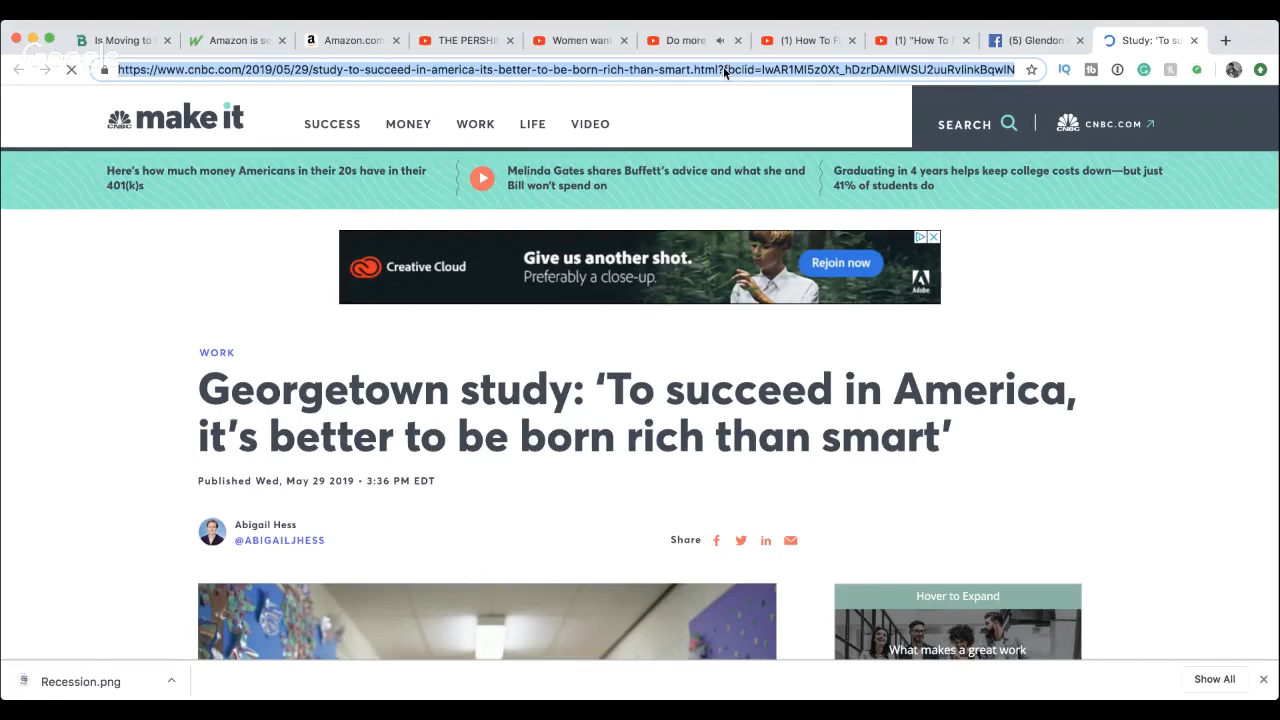 Google
Is Moving to
Amazon is se
Amazon.com
THE PERSHI
Women want
Do more
(1) How To Fi
(1) "How To F
(5) Glendon
Study: 'To su
https://www.cnbc.com/2019/05/29/study-to-succeed-in-america-its-better-to-be-born-rich-than-smart.html?
CNBC make it
SUCCESS MONEY WORK LIFE VIDEO
SEARCH
CNBC.COM
Here's how much money Americans in their 20s have in their
401(k)s
Melinda Gates shares Buffett's advice and what she and
Bill won't spend on
Graduating in 4 years helps keep college costs down—but just
41% of students do
Creative Cloud
Give us another shot.
Preferably a close-up.
Rejoin now
Adobe
WORK
Georgetown study: ‘To succeed in America,
it’s better to be born rich than smart’
Published Wed, May 29 2019 • 3:36 PM EDT
Abigail Hess
@ABIGAILJHESS
Share
Hover to Expand
What makes a great work
Recession.png
Show All